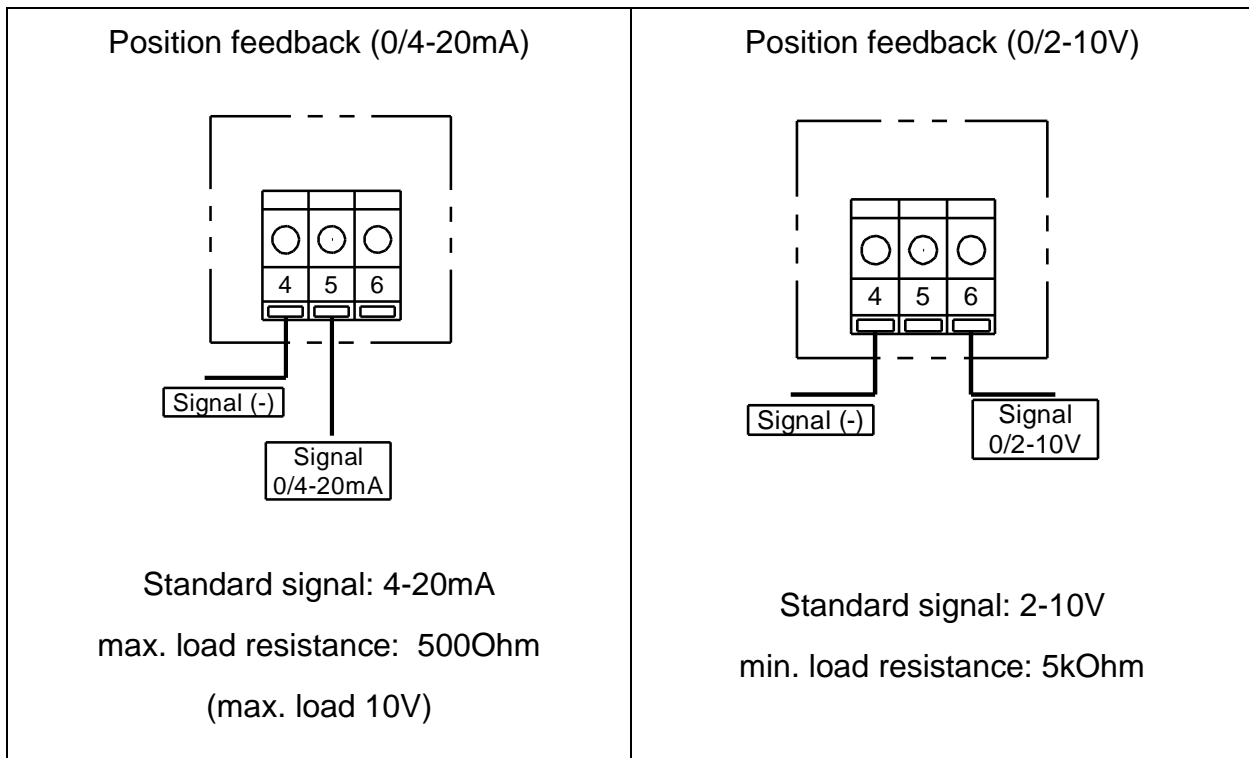 Position feedback (0/4-20mA)
4 5 6
Signal (-)
Signal
0/4-20mA
Standard signal: 4-20mA
max. load resistance: 500Ohm
(max. load 10V)
Position feedback (0/2-10V)
4 5 6
Signal (-)
Signal
0/2-10V
Standard signal: 2-10V
min. load resistance: 5kOhm